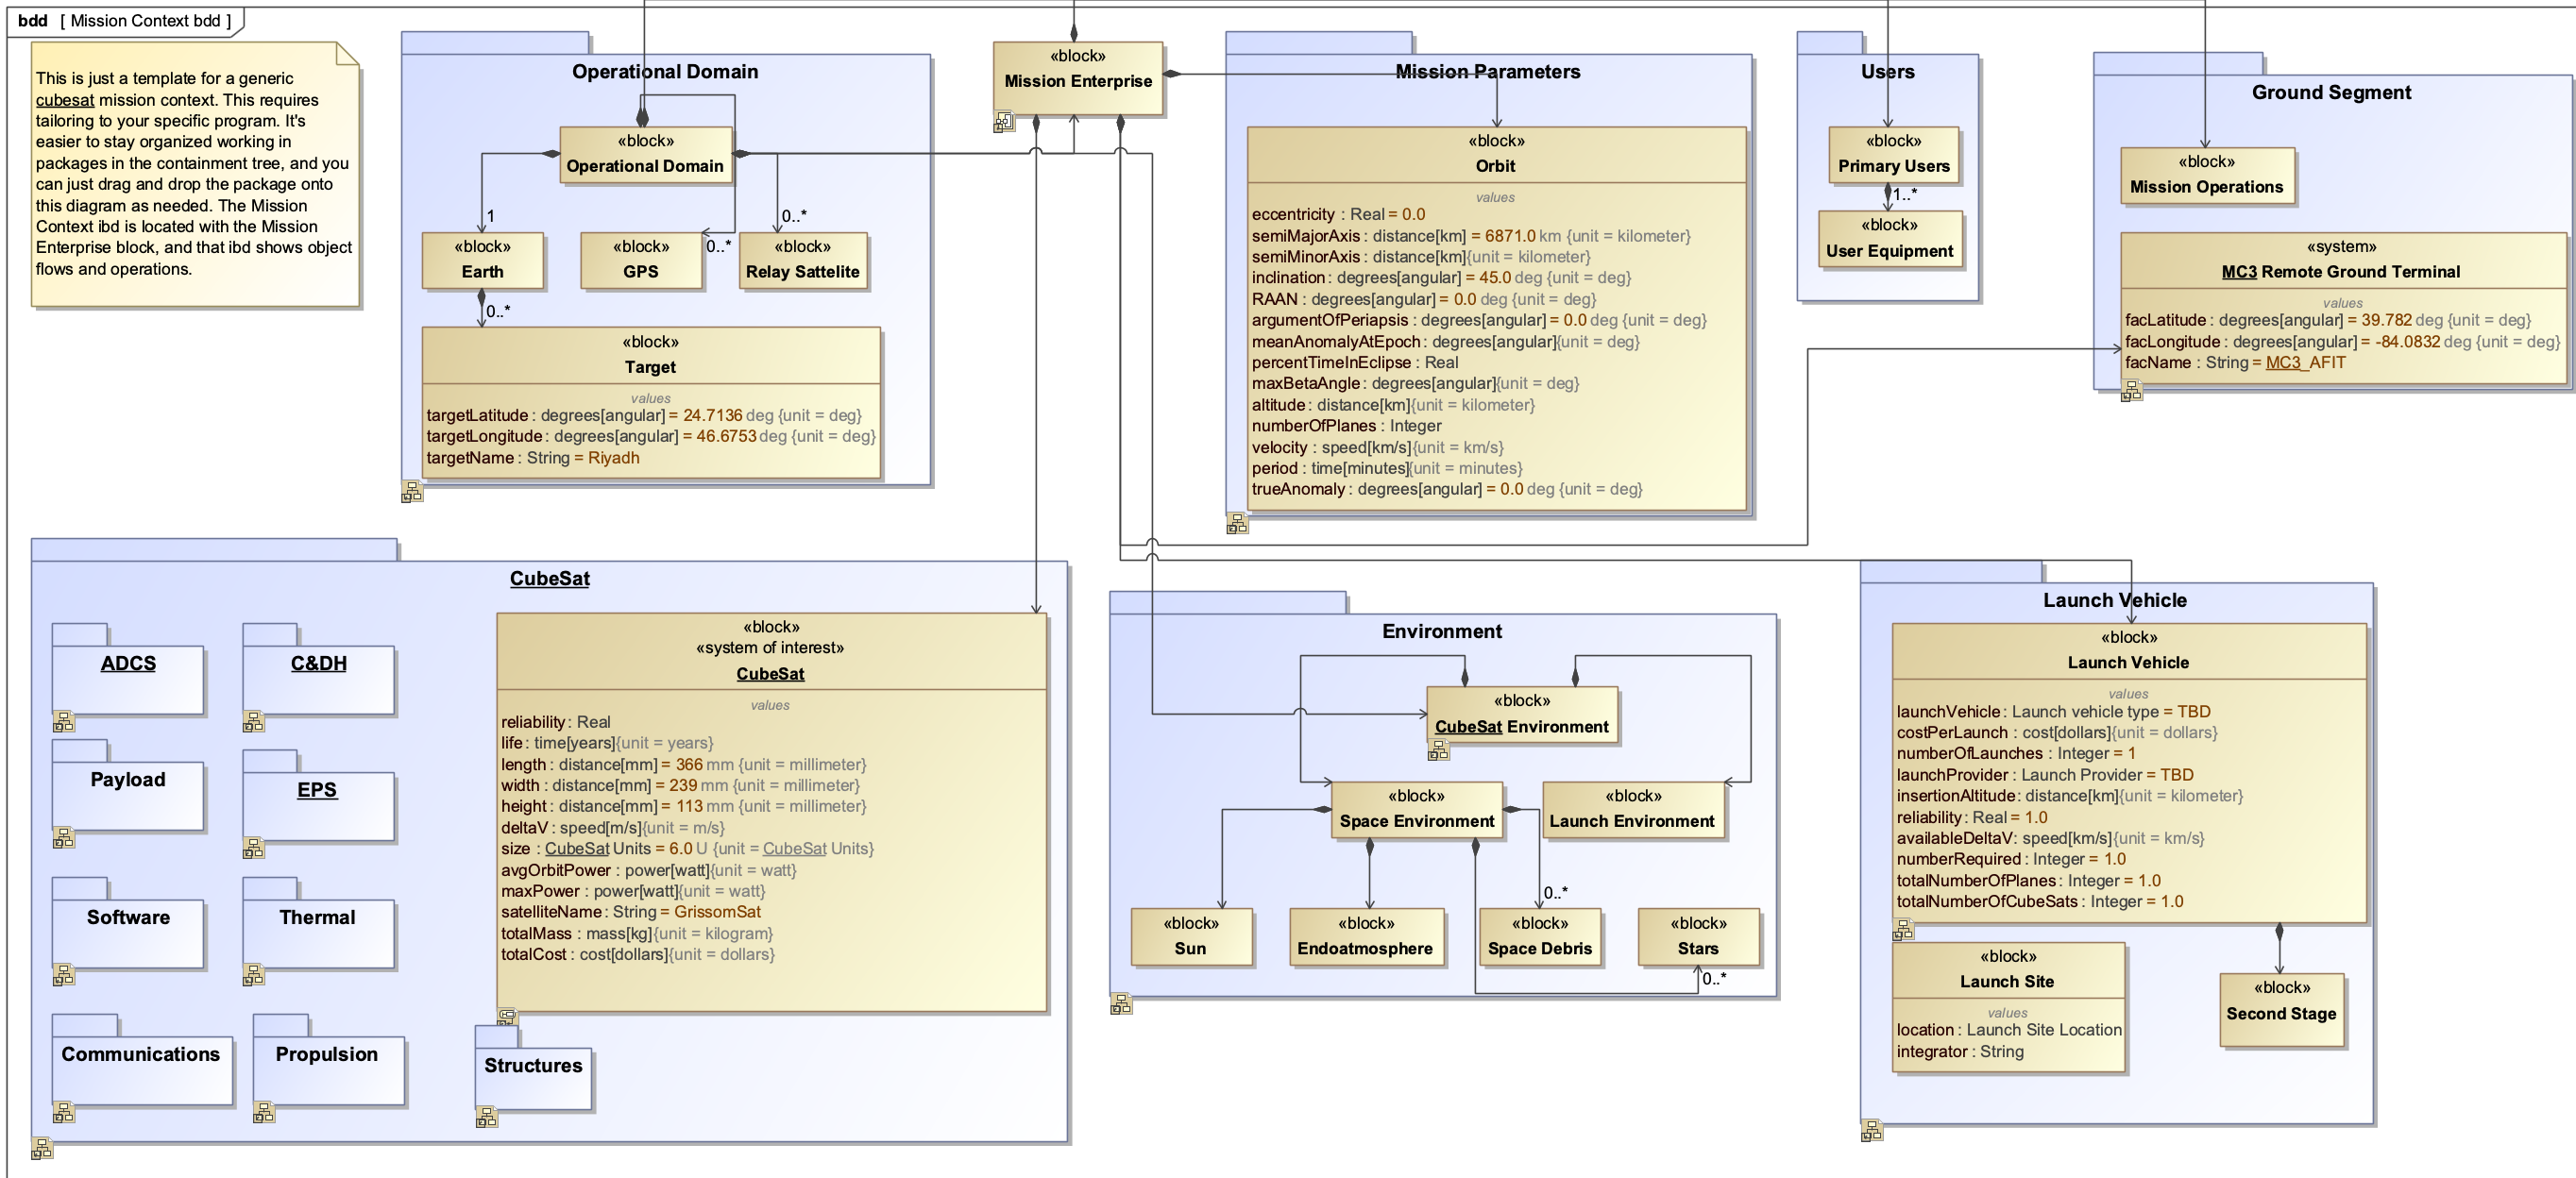 bdd [ Mission Context bdd ]
This is just a template for a generic
cubesat mission context. This requires
tailoring to your specific program. It's
easier to stay organized working in
packages in the containment tree, and you
can just drag and drop the package onto
this diagram as needed. The Mission
Context ibd is located with the Mission
Enterprise block, and that ibd shows object
flows and operations.
Operational Domain
«block»
Operational Domain
1
0..*
0..*
«block»
Earth
«block»
GPS
«block»
Relay Sattelite
0..*
«block»
Target
values
targetLatitude : degrees[angular] = 24.7136 deg {unit = deg}
targetLongitude : degrees[angular] = 46.6753 deg {unit = deg}
targetName : String = Riyadh
«block»
Mission Enterprise
Mission Parameters
«block»
Orbit
values
eccentricity : Real = 0.0
semiMajorAxis : distance[km] = 6871.0 km {unit = kilometer}
semiMinorAxis : distance[km]{unit = kilometer}
inclination : degrees[angular] = 45.0 deg {unit = deg}
RAAN : degrees[angular] = 0.0 deg {unit = deg}
argumentOfPeriapsis : degrees[angular] = 0.0 deg {unit = deg}
meanAnomalyAtEpoch : degrees[angular]{unit = deg}
percentTimeInEclipse : Real
maxBetaAngle : degrees[angular]{unit = deg}
altitude : distance[km]{unit = kilometer}
numberOfPlanes : Integer
velocity : speed[km/s]{unit = km/s}
period : time[minutes]{unit = minutes}
trueAnomaly : degrees[angular] = 0.0 deg {unit = deg}
Users
«block»
Primary Users
1..*
«block»
User Equipment
Ground Segment
«block»
Mission Operations
«system»
MC3 Remote Ground Terminal
values
facLatitude : degrees[angular] = 39.782 deg {unit = deg}
facLongitude : degrees[angular] = -84.0832 deg {unit = deg}
facName : String = MC3_AFIT
CubeSat
ADCS
C&DH
Payload
EPS
Software
Thermal
Communications
Propulsion
Structures
«block»
«system of interest»
CubeSat
values
reliability : Real
life : time[years]{unit = years}
length : distance[mm] = 366 mm {unit = millimeter}
width : distance[mm] = 239 mm {unit = millimeter}
height : distance[mm] = 113 mm {unit = millimeter}
deltaV : speed[m/s]{unit = m/s}
size : CubeSat Units = 6.0 U {unit = CubeSat Units}
avgOrbitPower : power[watt]{unit = watt}
maxPower : power[watt]{unit = watt}
satelliteName : String = GrissomSat
totalMass : mass[kg]{unit = kilogram}
totalCost : cost[dollars]{unit = dollars}
Environment
«block»
CubeSat Environment
«block»
Space Environment
«block»
Launch Environment
0..*
«block»
Sun
«block»
Endoatmosphere
«block»
Space Debris
«block»
Stars
0..*
Launch Vehicle
«block»
Launch Vehicle
values
launchVehicle : Launch vehicle type = TBD
costPerLaunch : cost[dollars]{unit = dollars}
numberOfLaunches : Integer = 1
launchProvider : Launch Provider = TBD
insertionAltitude : distance[km]{unit = kilometer}
reliability : Real = 1.0
availableDeltaV : speed[km/s]{unit = km/s}
numberRequired : Integer = 1.0
totalNumberOfPlanes : Integer = 1.0
totalNumberOfCubeSats : Integer = 1.0
«block»
Launch Site
values
location : Launch Site Location
integrator : String
«block»
Second Stage